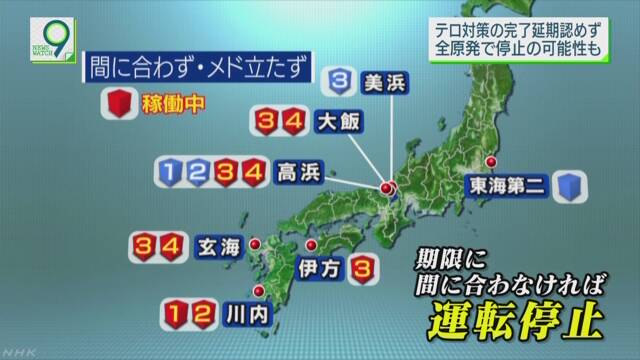 NEWS
WATCH
9
テロ対策の完了延期認めず
全原発で停止の可能性も
間に合わず・メド立たず
稼働中
3 美浜
3 4 大飯
1 2 3 4 高浜
東海第二
3 4 玄海
伊方 3
1 2 川内
期限に
間に合わなければ
運転停止
NHK